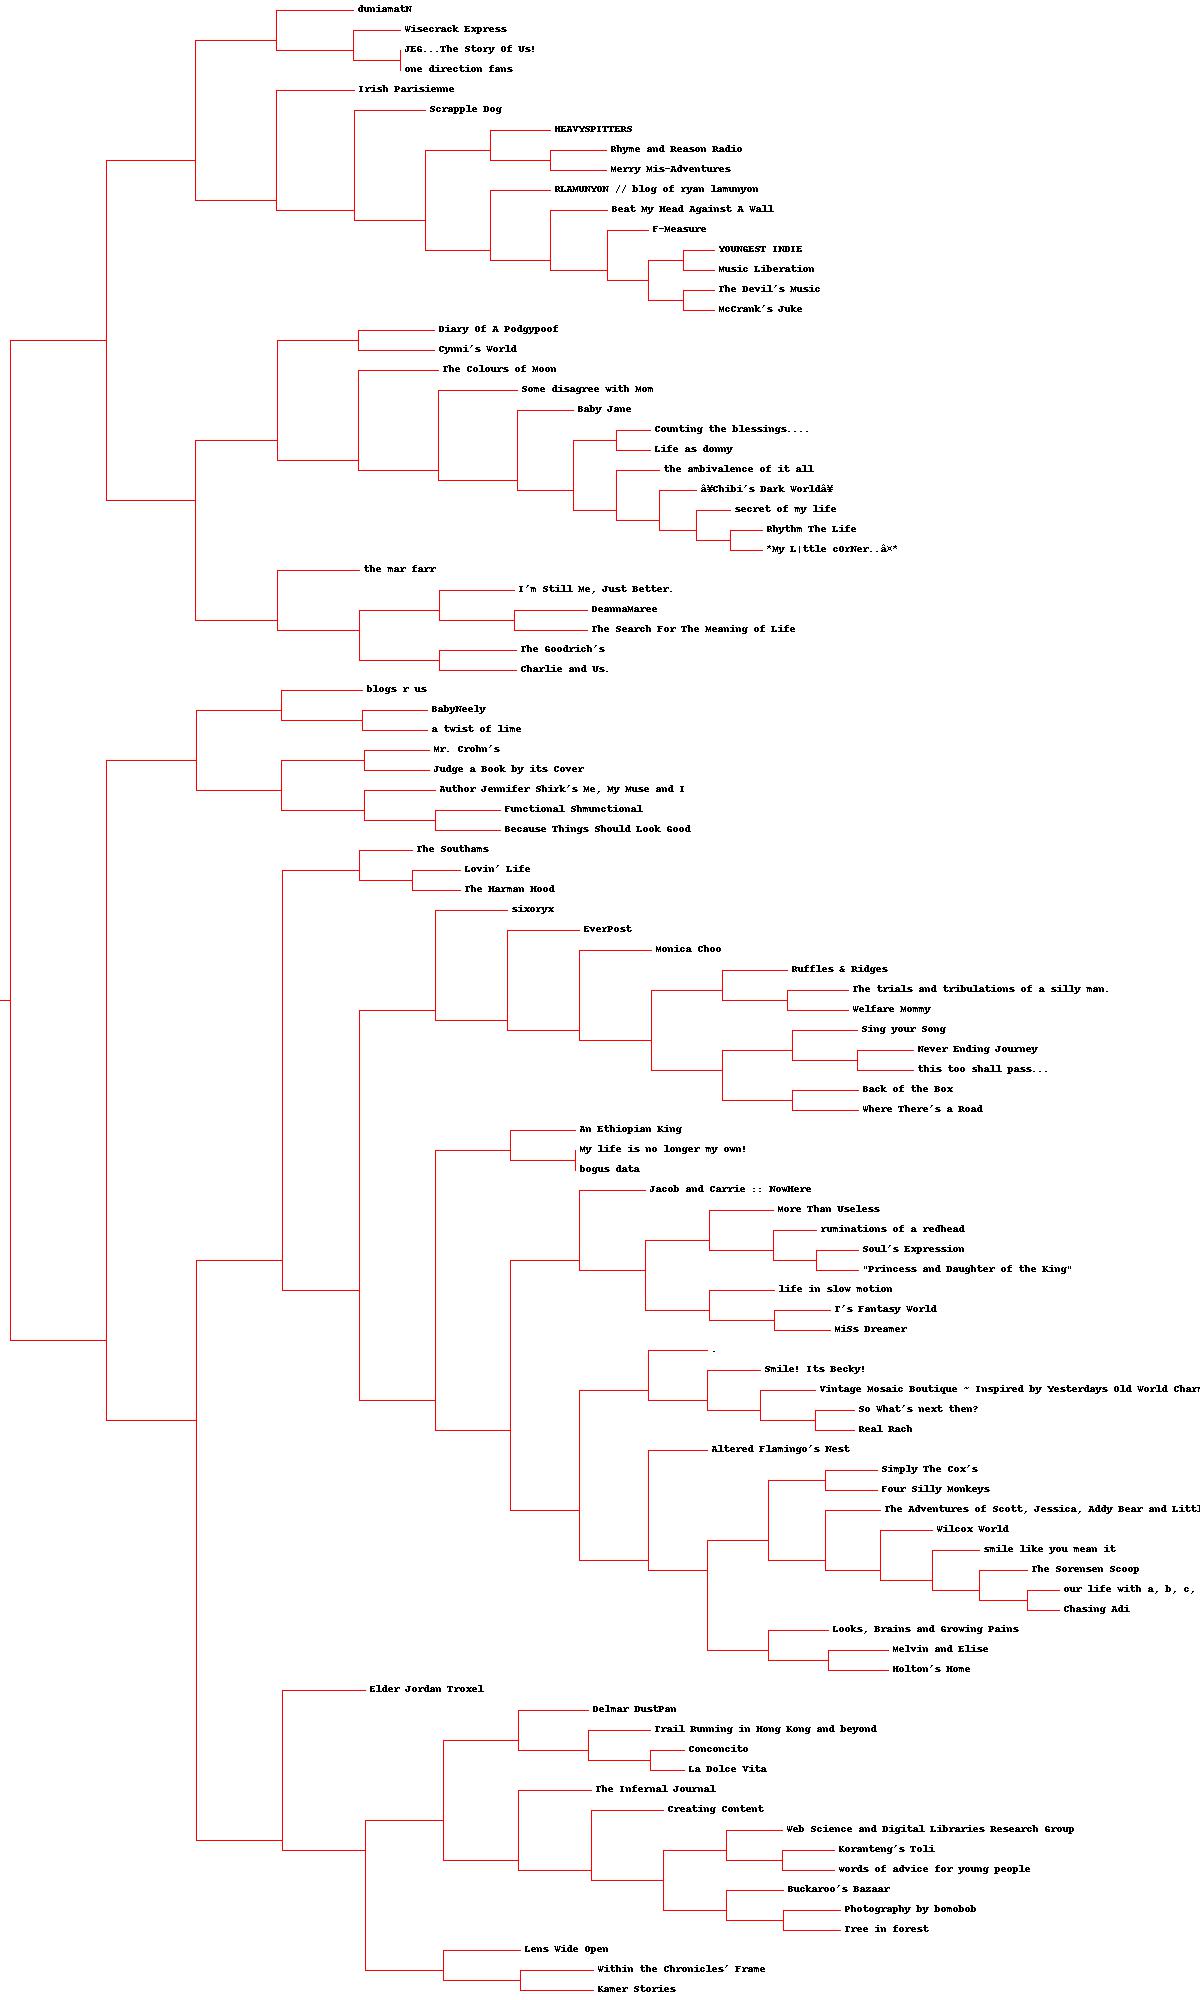 duniamatN
Wisecrack Express
JEG...The Story Of Us!
one direction fans
Irish Parisienne
Scrapple Dog
HEAVYSPITTERS
Rhyme and Reason Radio
Merry Mis-Adventures
RLAMUNYON // blog of ryan lamunyon
Beat My Head Against A Wall
F-Measure
YOUNGEST INDIE
Music Liberation
The Devil's Music
McCrank's Juke
Diary Of A Podgypoof
Cynni's World
The Colours of Moon
Some disagree with Mom
Baby Jane
Counting the blessings....
Life as donny
the ambivalence of it all
â¥Chibi's Dark Worldâ¥
secret of my life
Rhythm The Life
*My L|ttle cOrNer..â¤*
the mar farr
I'm Still Me, Just Better.
DeannaMaree
The Search For The Meaning of Life
The Goodrich's
Charlie and Us.
blogs r us
BabyNeely
a twist of lime
Mr. Crohn's
Judge a Book by its Cover
Author Jennifer Shirk's Me, My Muse and I
Functional Shmunctional
Because Things Should Look Good
The Southams
Lovin' Life
The Harman Hood
sixoryx
EverPost
Monica Choo
Ruffles & Ridges
The trials and tribulations of a silly man.
Welfare Mommy
Sing your Song
Never Ending Journey
this too shall pass...
Back of the Box
Where There's a Road
An Ethiopian King
My life is no longer my own!
bogus data
Jacob and Carrie :: NowHere
More Than Useless
ruminations of a redhead
Soul's Expression
"Princess and Daughter of the King"
life in slow motion
I's Fantasy World
MiSs Dreamer
.
Smile! Its Becky!
Vintage Mosaic Boutique ~ Inspired by Yesterdays Old World Char
So What's next then?
Real Rach
Altered Flamingo's Nest
Simply The Cox's
Four Silly Monkeys
The Adventures of Scott, Jessica, Addy Bear and Littl
Wilcox World
smile like you mean it
The Sorensen Scoop
our life with a, b, c,
Chasing Adi
Looks, Brains and Growing Pains
Melvin and Elise
Holton's Home
Elder Jordan Troxel
Delmar DustPan
Trail Running in Hong Kong and beyond
Conconcito
La Dolce Vita
The Infernal Journal
Creating Content
Web Science and Digital Libraries Research Group
Koranteng's Toli
words of advice for young people
Buckaroo's Bazaar
Photography by bomobob
Tree in forest
Lens Wide Open
Within the Chronicles' Frame
Kamer Stories